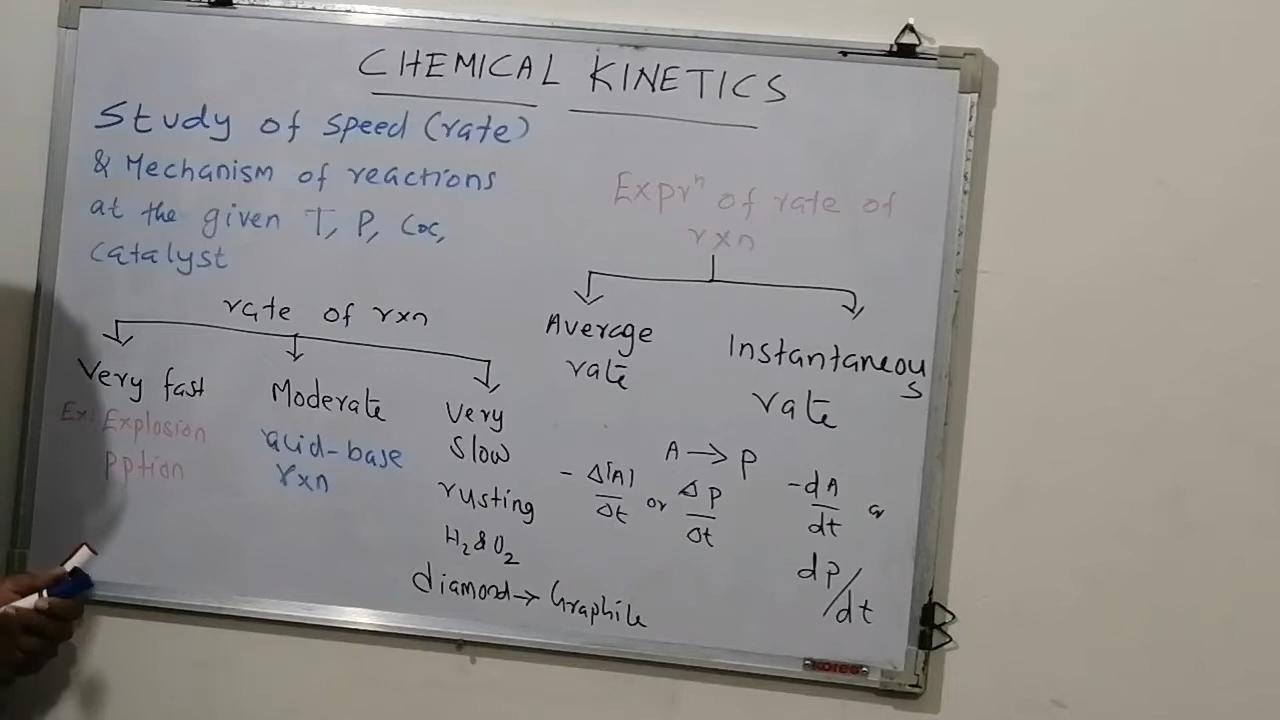 CHEMICAL KINETICS
Study of speed (rate)
& Mechanism of reactions
at the given T, P, Coc,
Catalyst
rate of rxn
Very fast
Ex: Explosion
Pption
Moderate
acid-base
rxn
Very
Slow
rusting
H₂ & O₂
diamond → Graphite
Exprⁿ of rate of
rxn
Average
rate
Instantaneou
s
rate
A → P
- Δ[A]/Δt or ΔP/Δt
-dA/dt or
dP/dt
kores